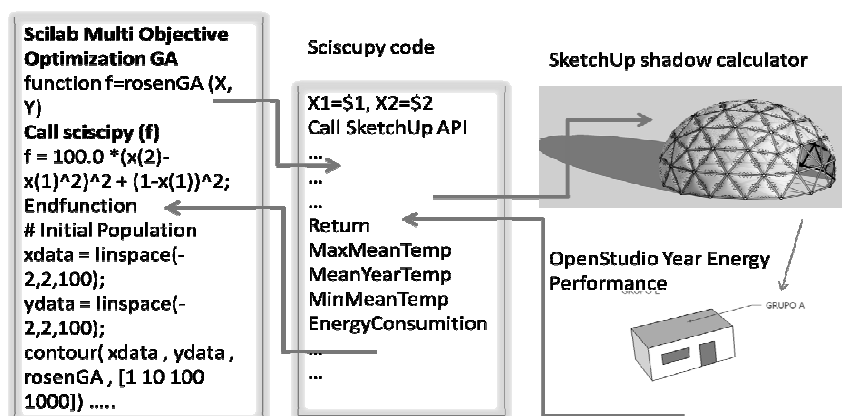 Scilab Multi Objective
Optimization GA
function f=rosenGA (X,
Y)
Call sciscipy (f)
f = 100.0 *(x(2)-
x(1)^2)^2 + (1-x(1))^2;
Endfunction
# Initial Population
xdata = linspace(-
2,2,100);
ydata = linspace(-
2,2,100);
contour( xdata , ydata ,
rosenGA , [1 10 100
1000]) .....
Sciscupy code
X1=$1, X2=$2
Call SketchUp API
...
...
...
Return
MaxMeanTemp
MeanYearTemp
MinMeanTemp
EnergyConsumition
...
...
SketchUp shadow calculator
OpenStudio Year Energy
Performance
GRUPO A